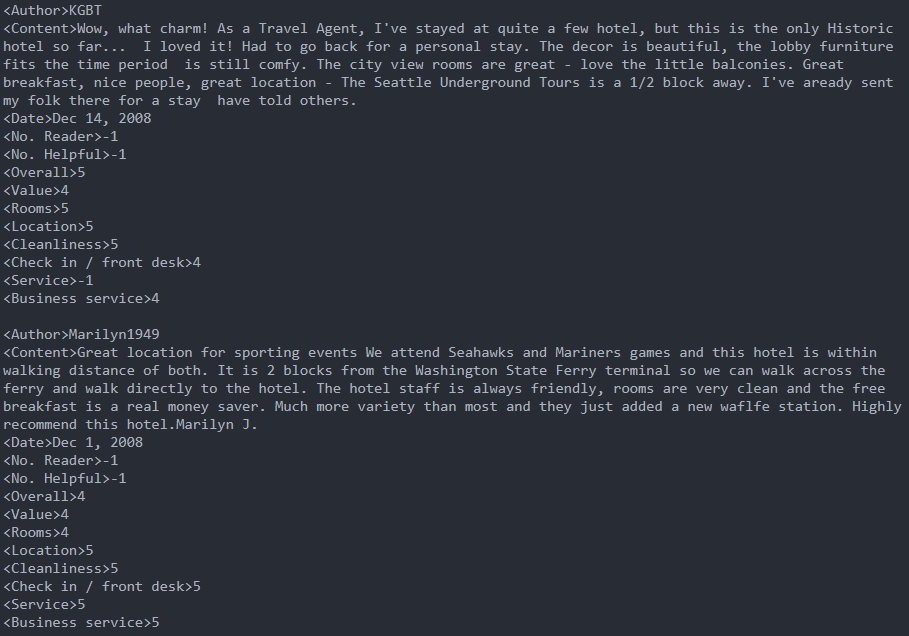 <Author>KGBT
<Content>Wow, what charm! As a Travel Agent, I've stayed at quite a few hotel, but this is the only Historic
hotel so far...  I loved it! Had to go back for a personal stay. The decor is beautiful, the lobby furniture
fits the time period  is still comfy. The city view rooms are great - love the little balconies. Great
breakfast, nice people, great location - The Seattle Underground Tours is a 1/2 block away. I've aready sent
my folk there for a stay  have told others.
<Date>Dec 14, 2008
<No. Reader>-1
<No. Helpful>-1
<Overall>5
<Value>4
<Rooms>5
<Location>5
<Cleanliness>5
<Check in / front desk>4
<Service>-1
<Business service>4

<Author>Marilyn1949
<Content>Great location for sporting events We attend Seahawks and Mariners games and this hotel is within
walking distance of both. It is 2 blocks from the Washington State Ferry terminal so we can walk across the
ferry and walk directly to the hotel. The hotel staff is always friendly, rooms are very clean and the free
breakfast is a real money saver. Much more variety than most and they just added a new waflfe station. Highly
recommend this hotel.Marilyn J.
<Date>Dec 1, 2008
<No. Reader>-1
<No. Helpful>-1
<Overall>4
<Value>4
<Rooms>4
<Location>5
<Cleanliness>5
<Check in / front desk>5
<Service>5
<Business service>5